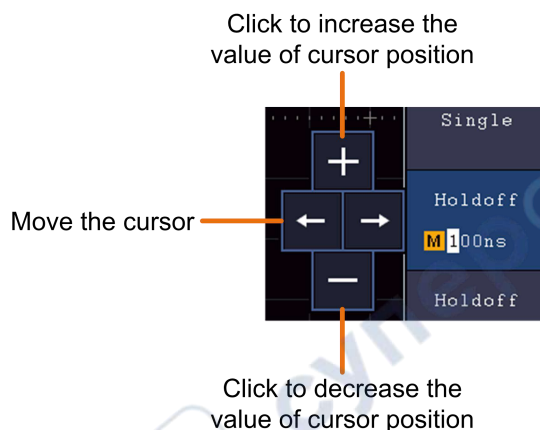 Click to increase the
value of cursor position
Single
+
Holdoff
Move the cursor
← →
M 100ns
−
Holdoff
Click to decrease the
value of cursor position